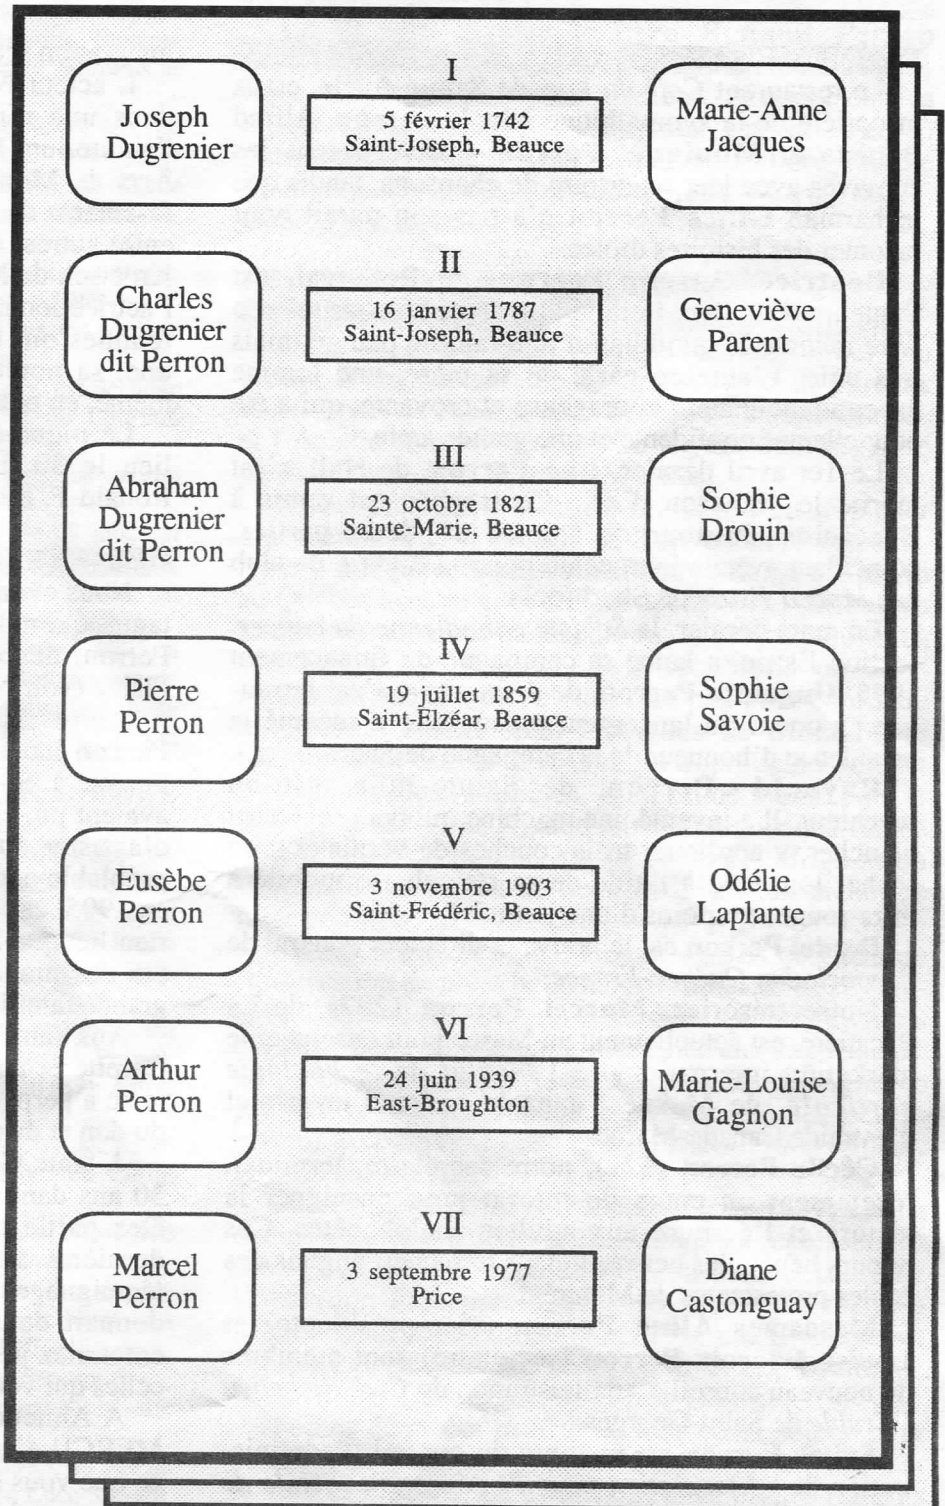 I
Joseph
Dugrenier
5 février 1742
Saint-Joseph, Beauce
Marie-Anne
Jacques
II
Charles
Dugrenier
dit Perron
16 janvier 1787
Saint-Joseph, Beauce
Geneviève
Parent
III
Abraham
Dugrenier
dit Perron
23 octobre 1821
Sainte-Marie, Beauce
Sophie
Drouin
IV
Pierre
Perron
19 juillet 1859
Saint-Elzéar, Beauce
Sophie
Savoie
V
Eusèbe
Perron
3 novembre 1903
Saint-Frédéric, Beauce
Odélie
Laplante
VI
Arthur
Perron
24 juin 1939
East-Broughton
Marie-Louise
Gagnon
VII
Marcel
Perron
3 septembre 1977
Price
Diane
Castonguay